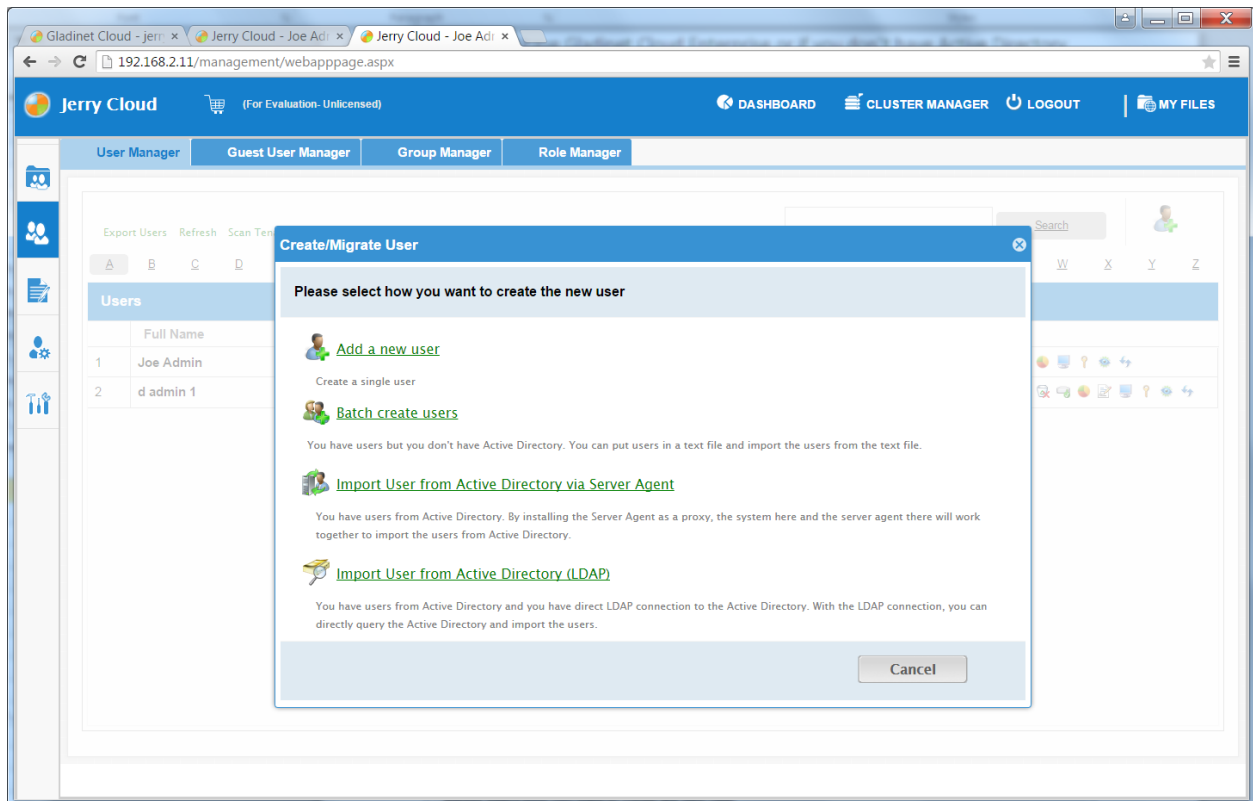 Gladinet Cloud - jerr
Jerry Cloud - Joe Adr
Jerry Cloud - Joe Adr
192.168.2.11/management/webapppage.aspx
Jerry Cloud
(For Evaluation- Unlicensed)
DASHBOARD
CLUSTER MANAGER
LOGOUT
MY FILES
User Manager
Guest User Manager
Group Manager
Role Manager
Export Users Refresh Scan Ten
Search
A B C D
W X Y Z
Users
Full Name
1 Joe Admin
2 d admin 1
Create/Migrate User
Please select how you want to create the new user
Add a new user
Create a single user
Batch create users
You have users but you don't have Active Directory. You can put users in a text file and import the users from the text file.
Import User from Active Directory via Server Agent
You have users from Active Directory. By installing the Server Agent as a proxy, the system here and the server agent there will work
together to import the users from Active Directory.
Import User from Active Directory (LDAP)
You have users from Active Directory and you have direct LDAP connection to the Active Directory. With the LDAP connection, you can
directly query the Active Directory and import the users.
Cancel